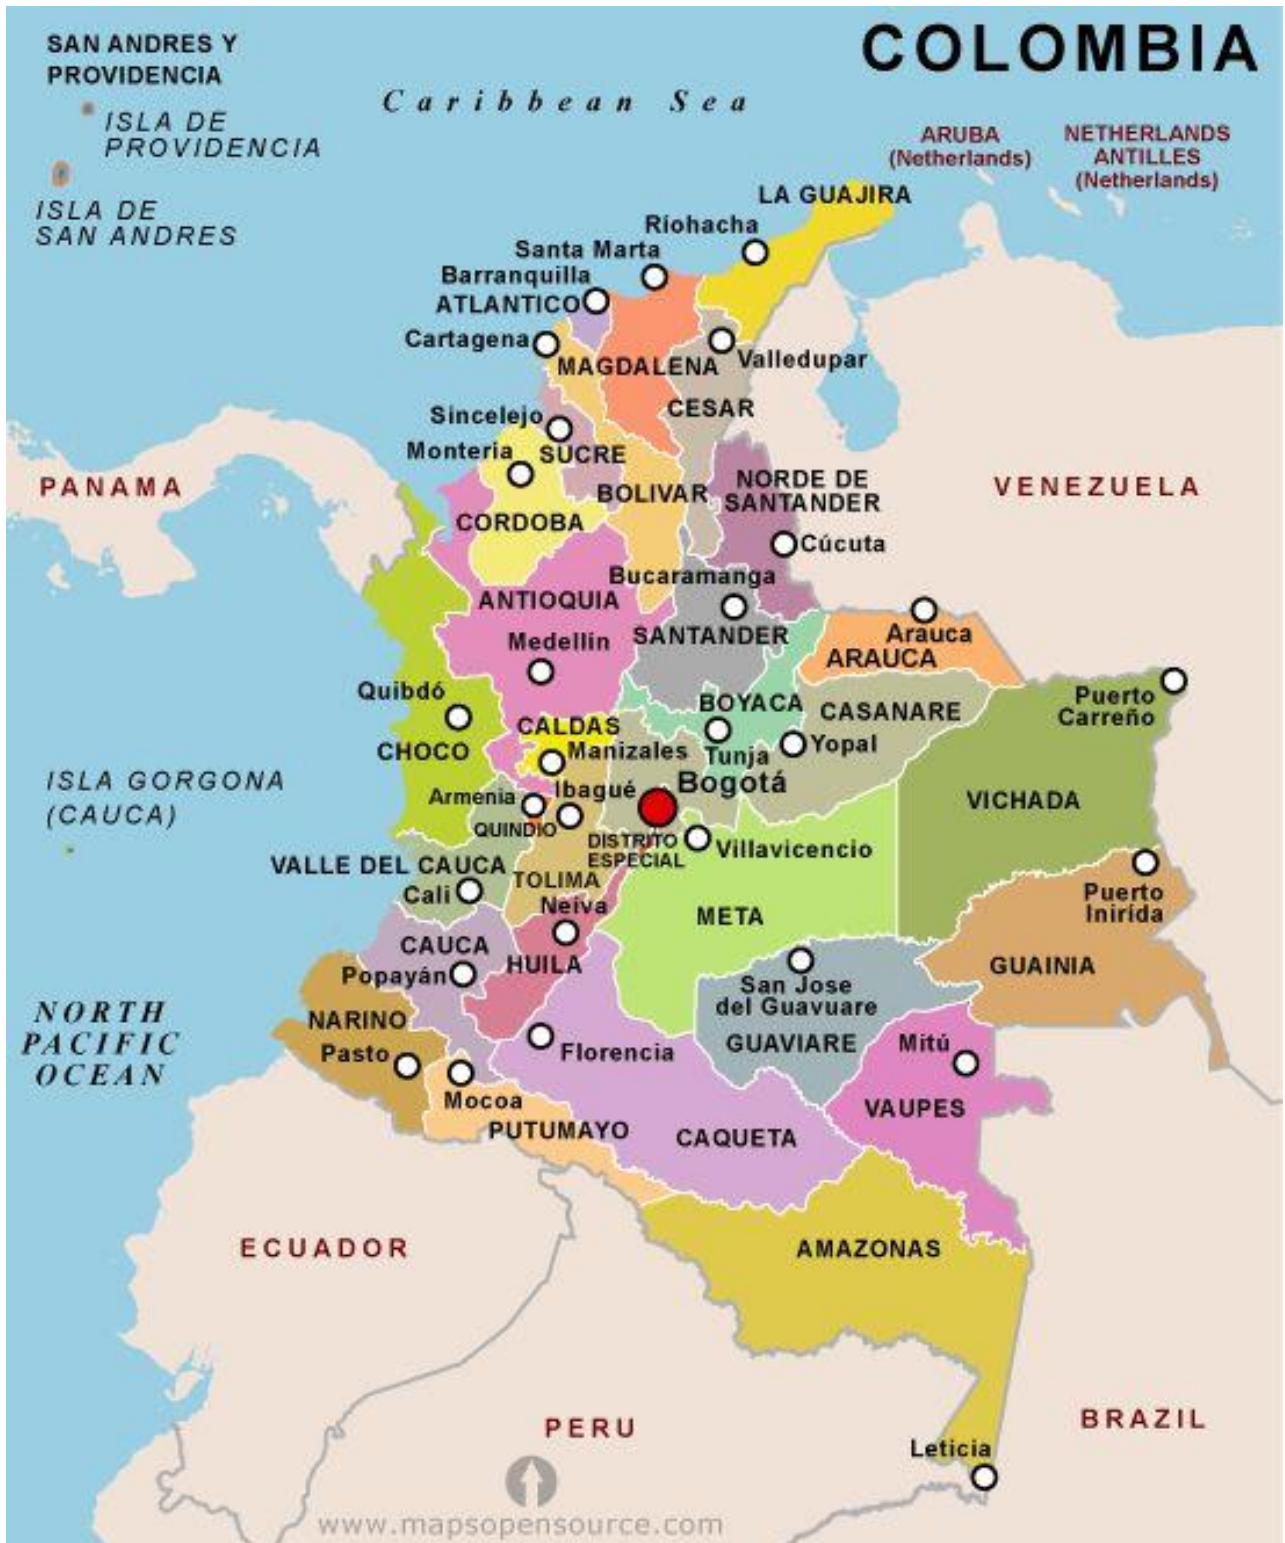 COLOMBIA
SAN ANDRES Y
PROVIDENCIA
ISLA DE
PROVIDENCIA
ISLA DE
SAN ANDRES
Caribbean Sea
ARUBA
(Netherlands)
NETHERLANDS
ANTILLES
(Netherlands)
LA GUAJIRA
Ríohacha
Santa Marta
Barranquilla
ATLANTICO
Cartagena
MAGDALENA
Valledupar
CESAR
Sincelejo
SUCRE
Monteria
PANAMA
CORDOBA
BOLIVAR
NORDE DE
SANTANDER
VENEZUELA
Cúcuta
Bucaramanga
ANTIOQUIA
SANTANDER
Medellín
Arauca
ARAUCA
Quibdó
CHOCO
CALDAS
Manizales
BOYACA
Tunja
CASANARE
Yopal
Puerto
Carreño
ISLA GORGONA
(CAUCA)
Armenia
Ibagué
Bogotá
QUINDIO
DISTRITO
ESPECIAL
Villavicencio
VICHADA
VALLE DEL CAUCA
Cali
TOLIMA
Neiva
META
Puerto
Inirída
CAUCA
Popayán
HUILA
San Jose
del Guavuare
GUAINIA
NORTH
PACIFIC
OCEAN
NARINO
Pasto
Florencia
GUAVIARE
Mitú
Mocoa
PUTUMAYO
CAQUETA
VAUPES
ECUADOR
AMAZONAS
PERU
BRAZIL
Leticia
www.mapsopensource.com